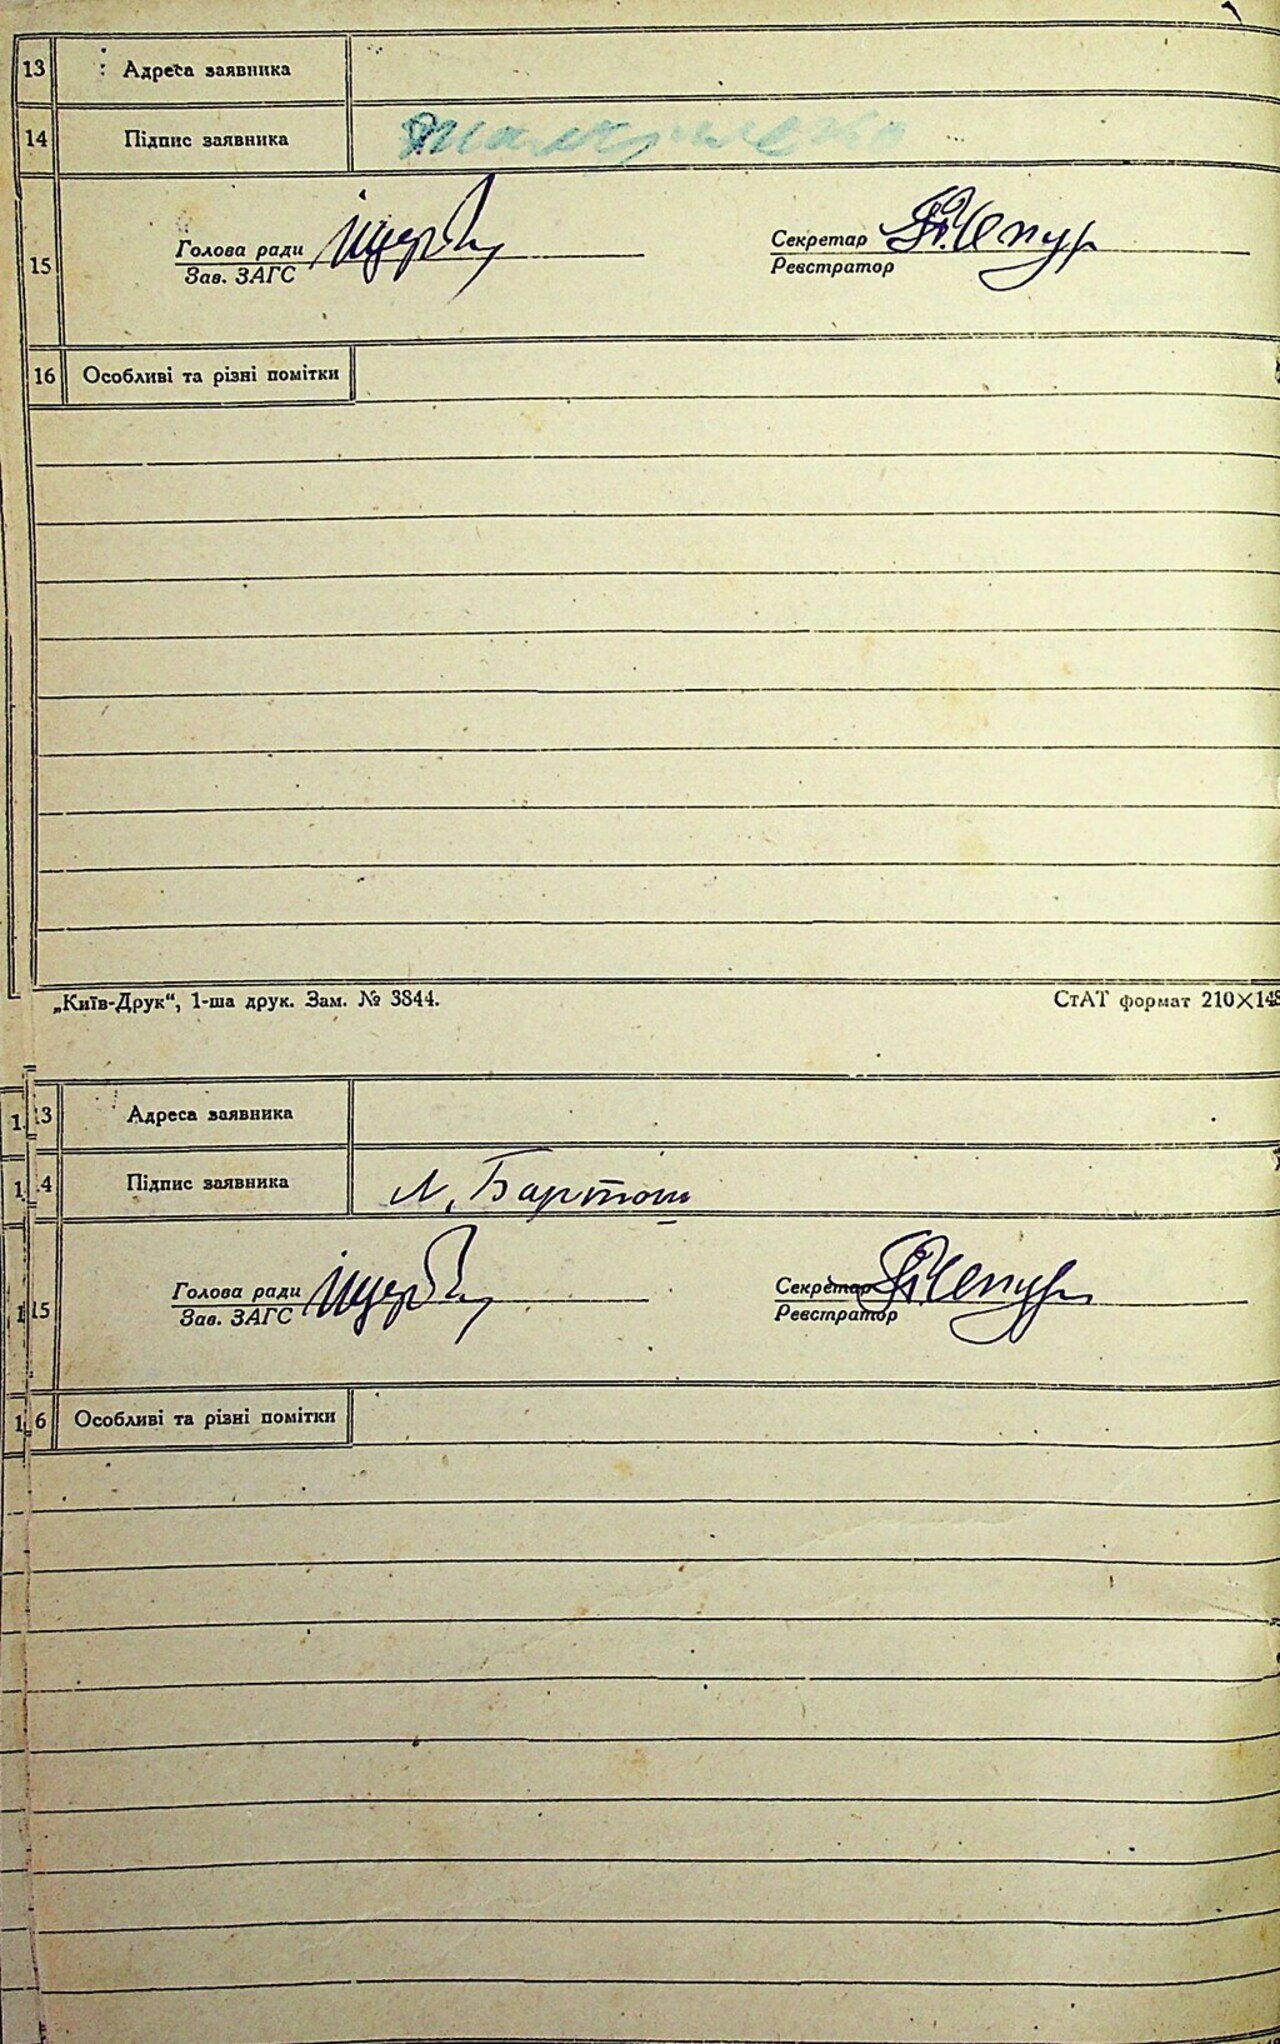 13 Адреса заявника
14 Підпис заявника
15 Голова ради
Зав. ЗАГС
Секретар
Реєстратор
16 Особливі та різні помітки
„Київ-Друк“, 1-ша друк. Зам. № 3844.
СтАТ формат 210×148
13 Адреса заявника
14 Підпис заявника Л. Бартош
15 Голова ради
Зав. ЗАГС
Секретар
Реєстратор
16 Особливі та різні помітки